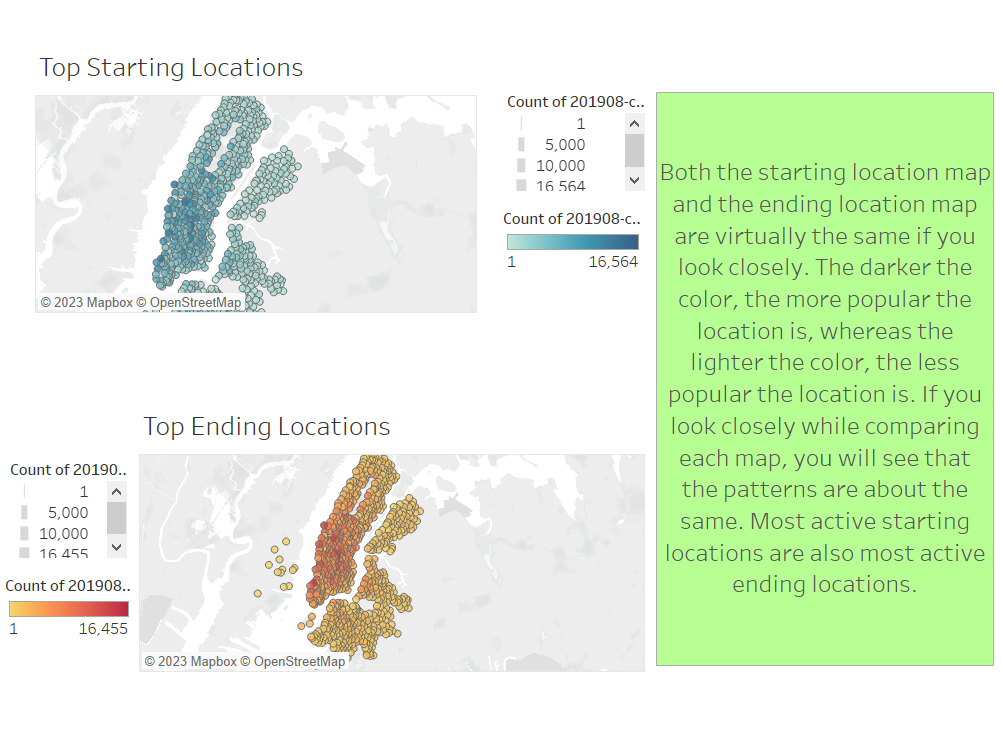 Top Starting Locations
© 2023 Mapbox © OpenStreetMap
Count of 201908-c..
1
5,000
10,000
16,564
Count of 201908-c..
1 16,564
Top Ending Locations
Count of 20190..
1
5,000
10,000
16,455
Count of 201908..
1 16,455
© 2023 Mapbox © OpenStreetMap
Both the starting location map
and the ending location map
are virtually the same if you
look closely. The darker the
color, the more popular the
location is, whereas the
lighter the color, the less
popular the location is. If you
look closely while comparing
each map, you will see that
the patterns are about the
same. Most active starting
locations are also most active
ending locations.